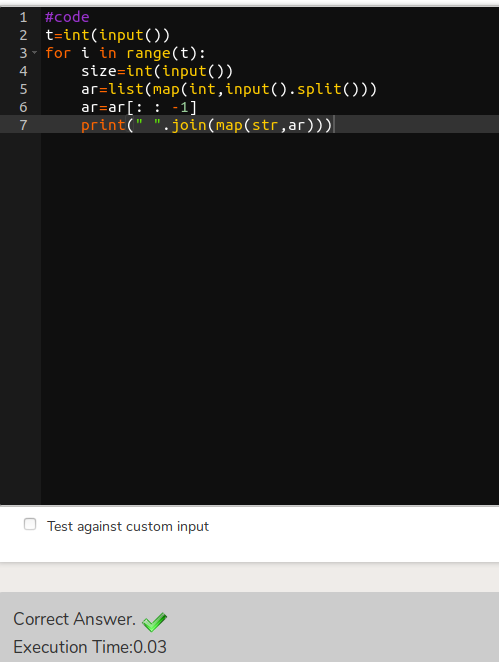 1 #code
2 t=int(input())
3 for i in range(t):
4     size=int(input())
5     ar=list(map(int,input().split()))
6     ar=ar[: : -1]
7     print(" ".join(map(str,ar)))
Test against custom input
Correct Answer.
Execution Time:0.03